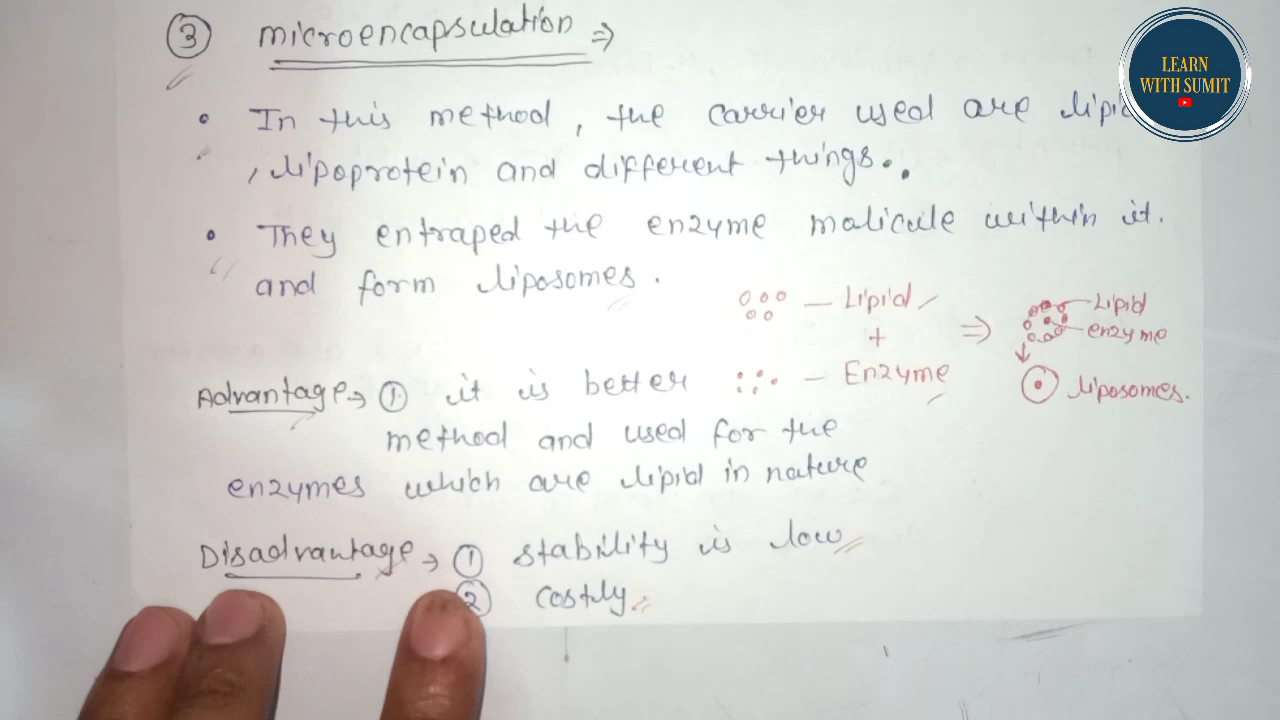 ③ microencapsulation ⇒
• In this method, the carrier used are
, lipoprotein and different things.
• They entraped the enzyme malicule within it.
and form liposomes.
— Lipid
+
— Enzyme
⇒
Lipid
enzyme
liposomes.
Advantage → ① it is better
method and used for the
enzymes which are lipid in nature
Disadvantage → ① stability is low
② costly
LEARN
WITH SUMIT